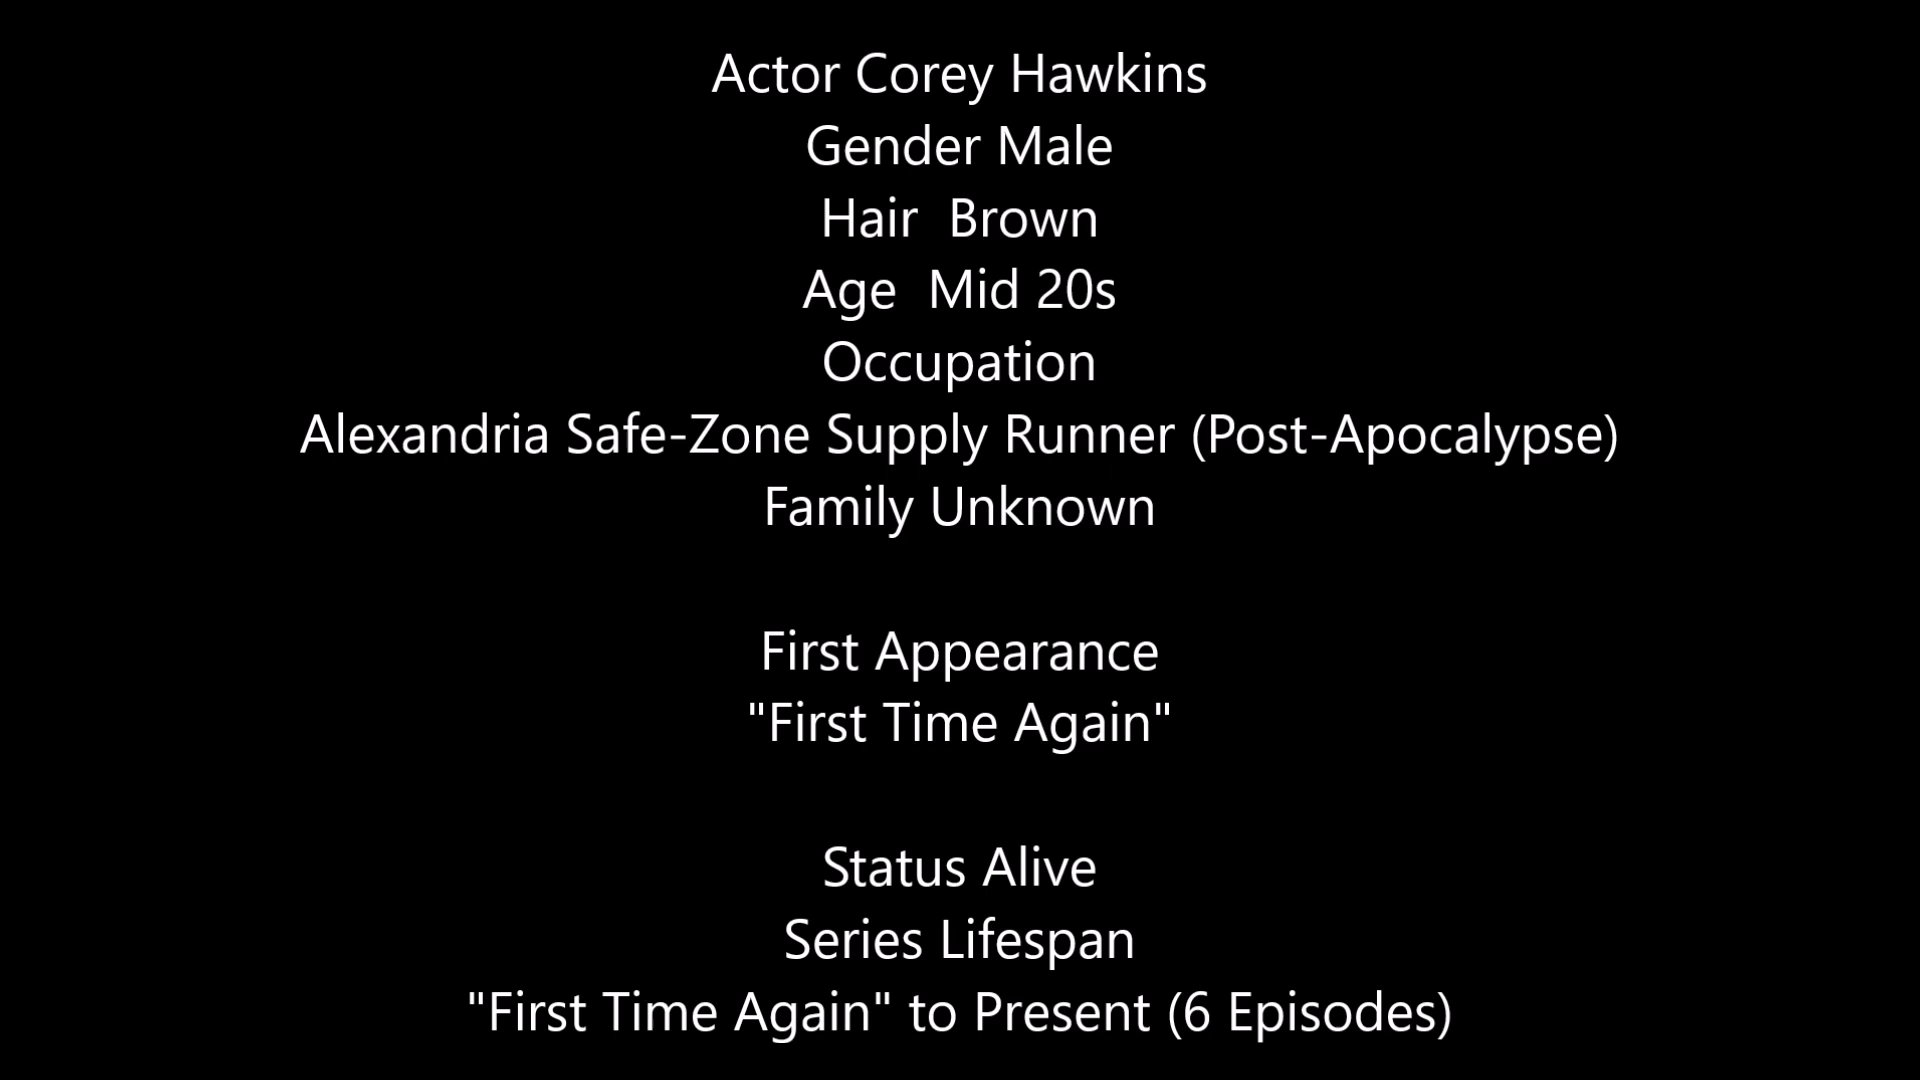 Actor Corey Hawkins
Gender Male
Hair  Brown
Age  Mid 20s
Occupation
Alexandria Safe-Zone Supply Runner (Post-Apocalypse)
Family Unknown
First Appearance
"First Time Again"
Status Alive
Series Lifespan
"First Time Again" to Present (6 Episodes)